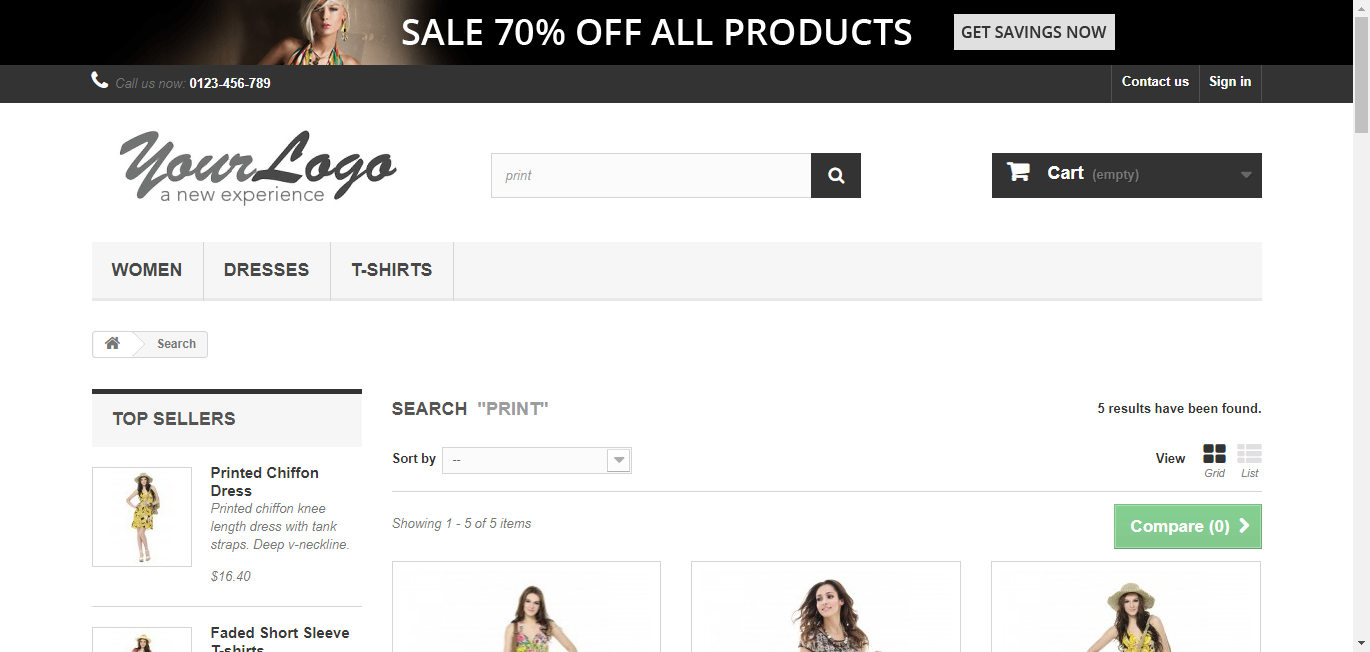 SALE 70% OFF ALL PRODUCTS
GET SAVINGS NOW
Call us now: 0123-456-789
Contact us
Sign in
YourLogo
a new experience
print
Cart (empty)
WOMEN
DRESSES
T-SHIRTS
Search
TOP SELLERS
Printed Chiffon
Dress
Printed chiffon knee
length dress with tank
straps. Deep v-neckline.
$16.40
Faded Short Sleeve
T-shirts
SEARCH "PRINT"
5 results have been found.
Sort by
--
View
Grid
List
Showing 1 - 5 of 5 items
Compare (0)